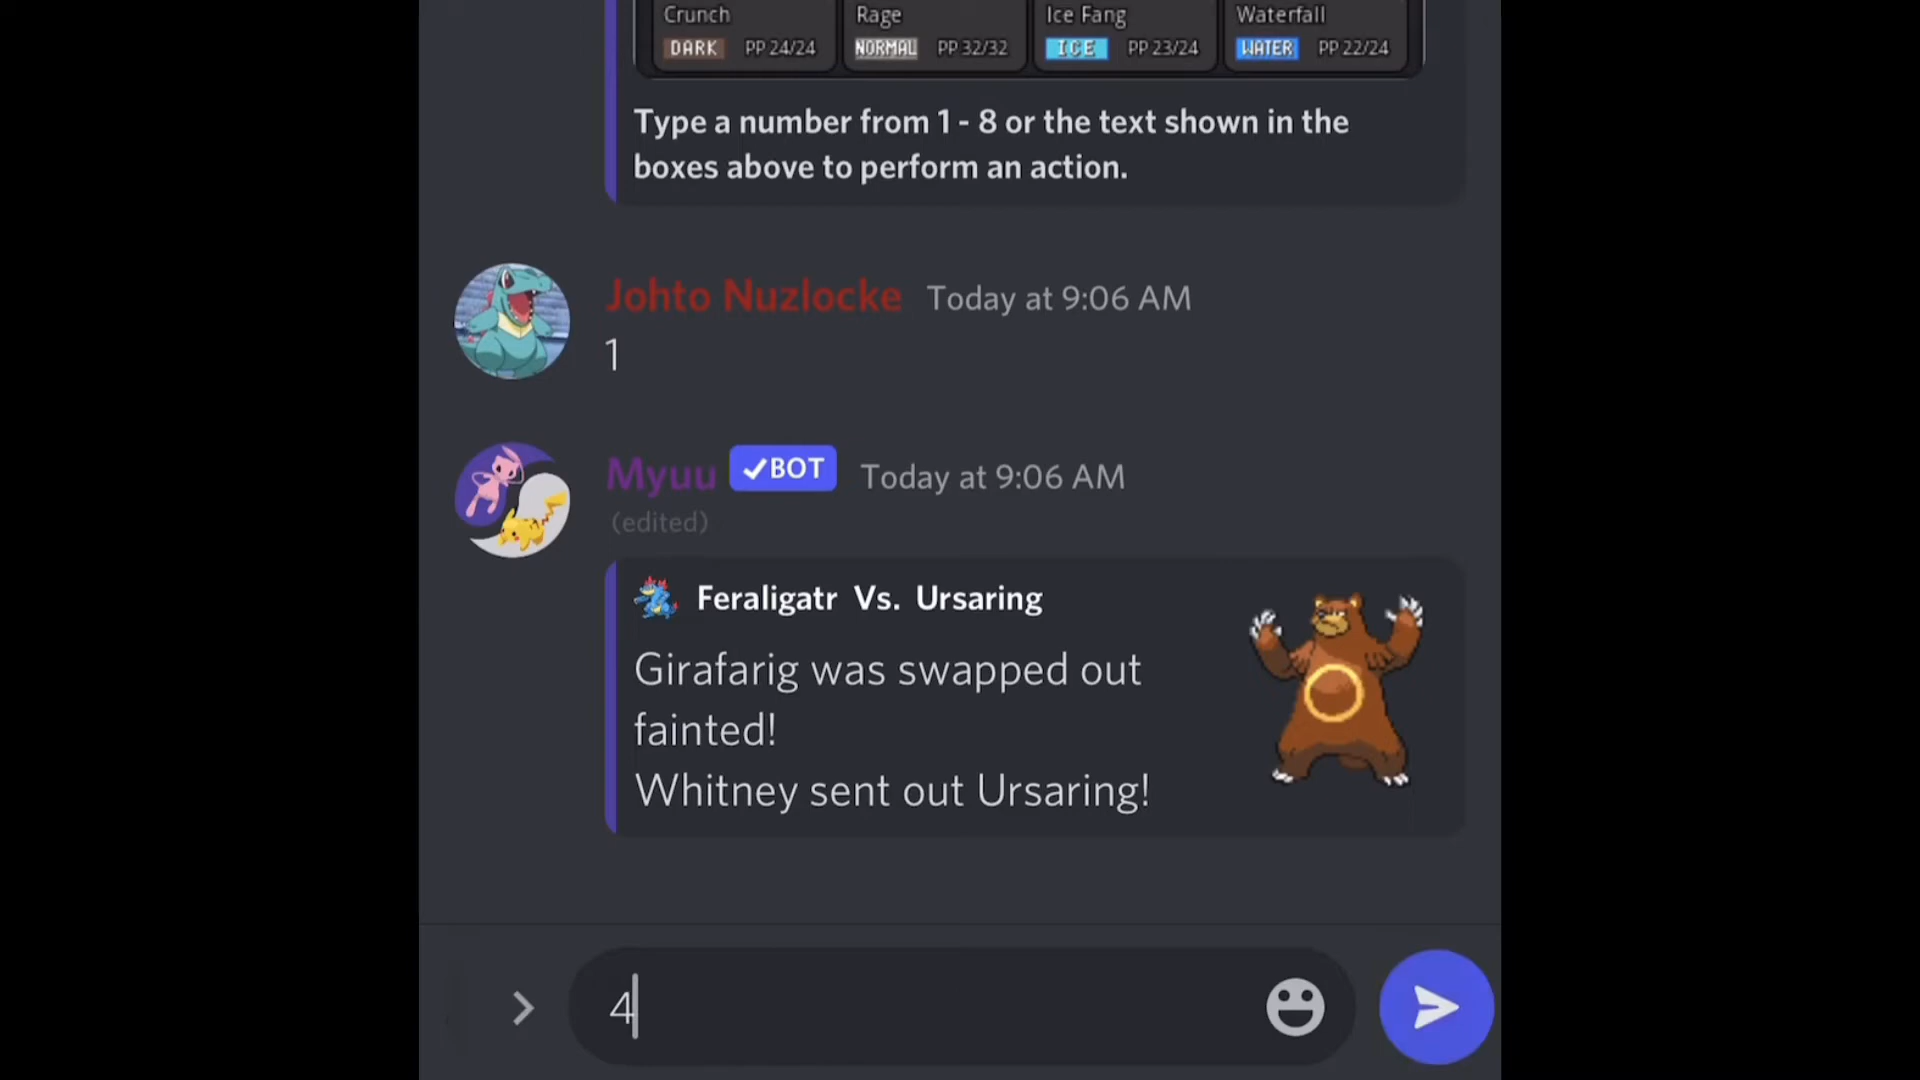 Crunch Rage Ice Fang Waterfall
DARK PP 24/24 NORMAL PP 32/32 ICE PP 23/24 WATER PP 22/24
Type a number from 1 - 8 or the text shown in the
boxes above to perform an action.
Johto Nuzlocke Today at 9:06 AM
1
Myuu BOT Today at 9:06 AM
(edited)
Feraligatr Vs. Ursaring
Girafarig was swapped out
fainted!
Whitney sent out Ursaring!
4